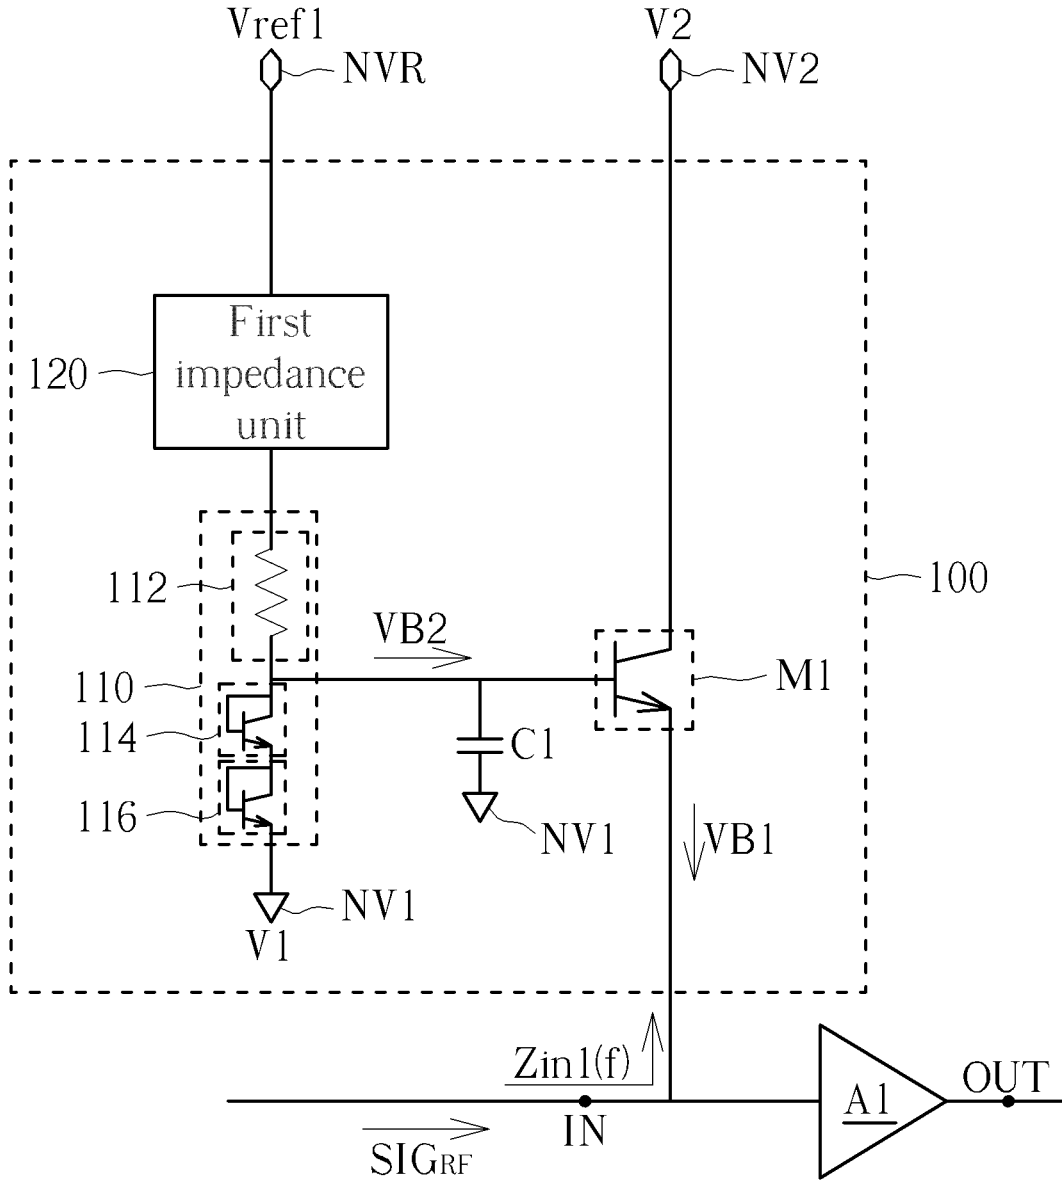 Vref1
V2
NVR
NV2
First
impedance
unit
120
112
100
VB2
110
M1
114
C1
116
NV1
VB1
NV1
V1
Zin1(f)
A1
OUT
IN
SIGRF